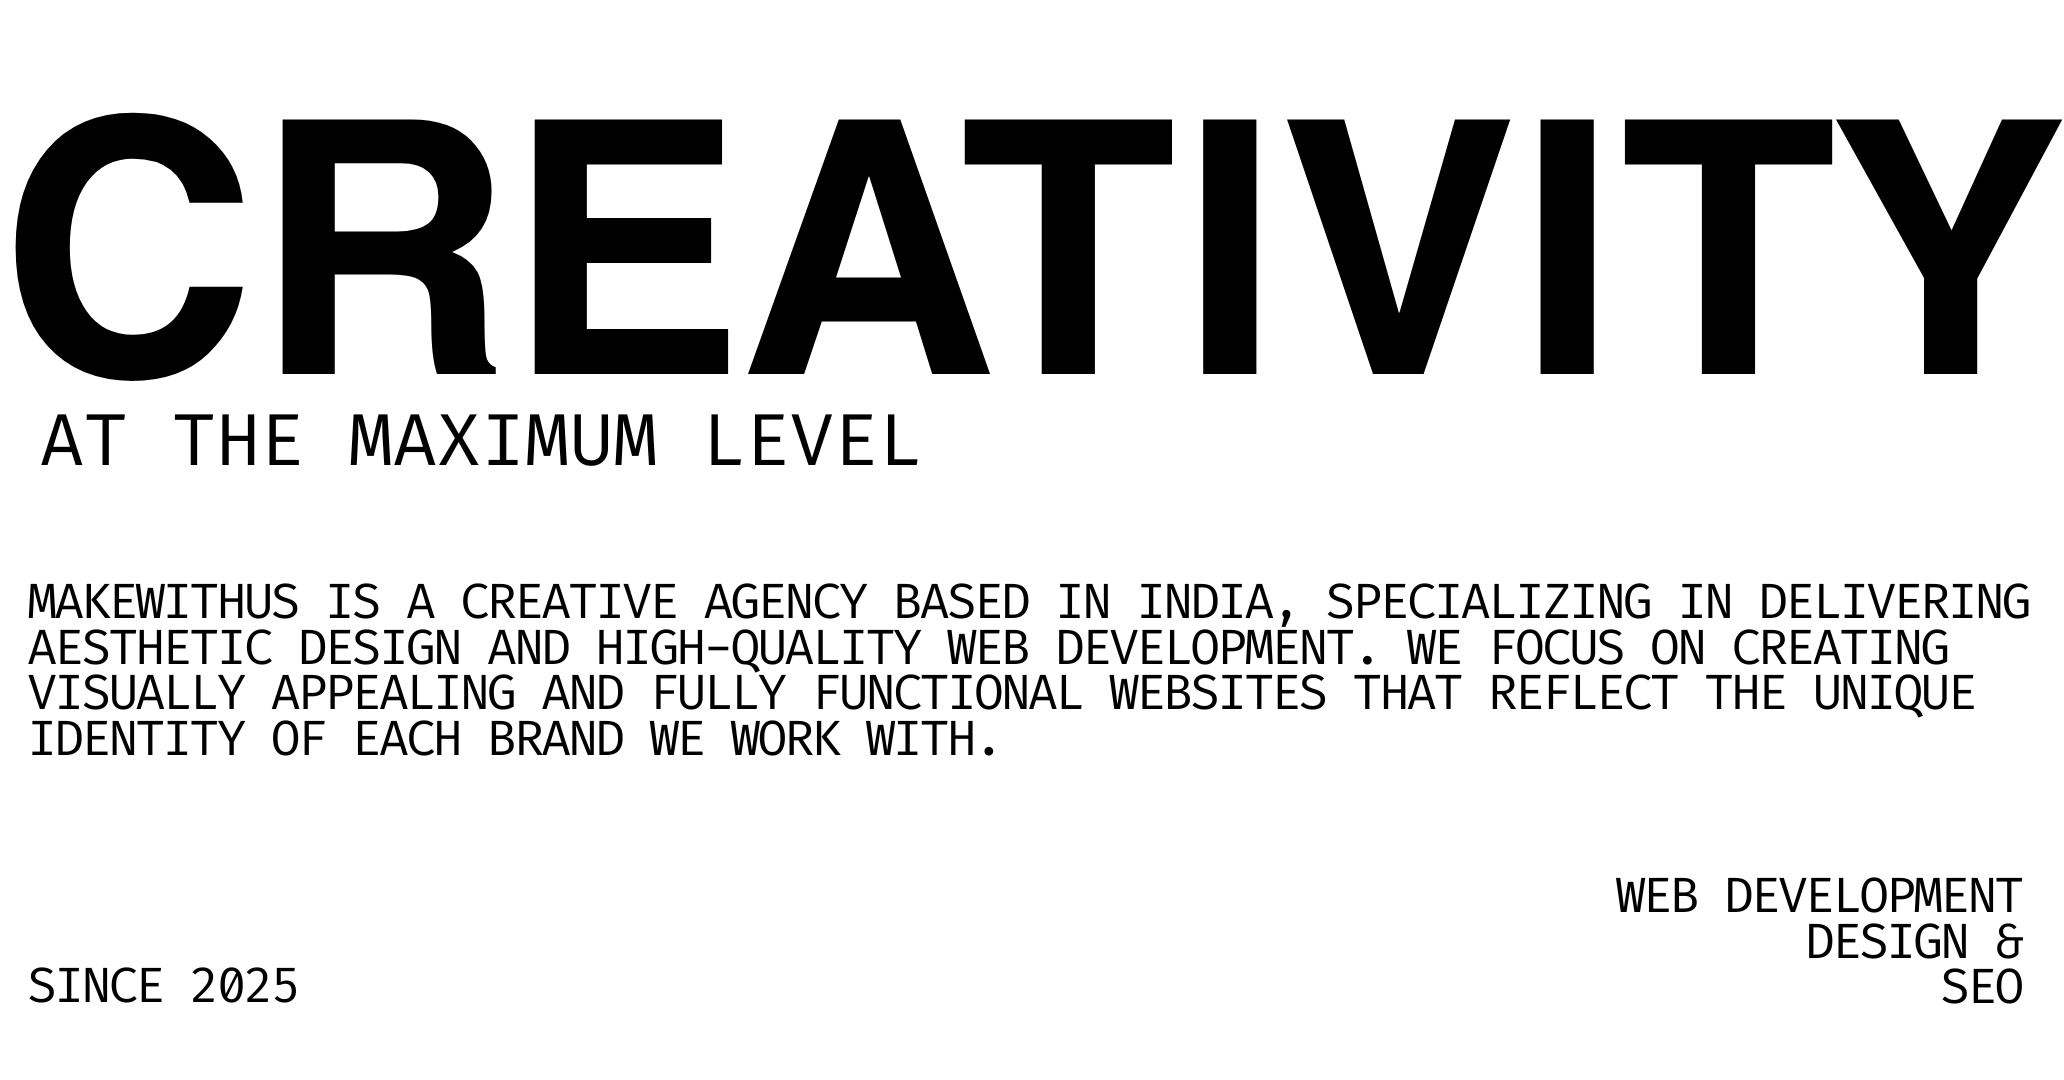 CREATIVITY
AT THE MAXIMUM LEVEL
MAKEWITHUS IS A CREATIVE AGENCY BASED IN INDIA, SPECIALIZING IN DELIVERING
AESTHETIC DESIGN AND HIGH-QUALITY WEB DEVELOPMENT. WE FOCUS ON CREATING
VISUALLY APPEALING AND FULLY FUNCTIONAL WEBSITES THAT REFLECT THE UNIQUE
IDENTITY OF EACH BRAND WE WORK WITH.
WEB DEVELOPMENT
DESIGN &
SEO
SINCE 2025